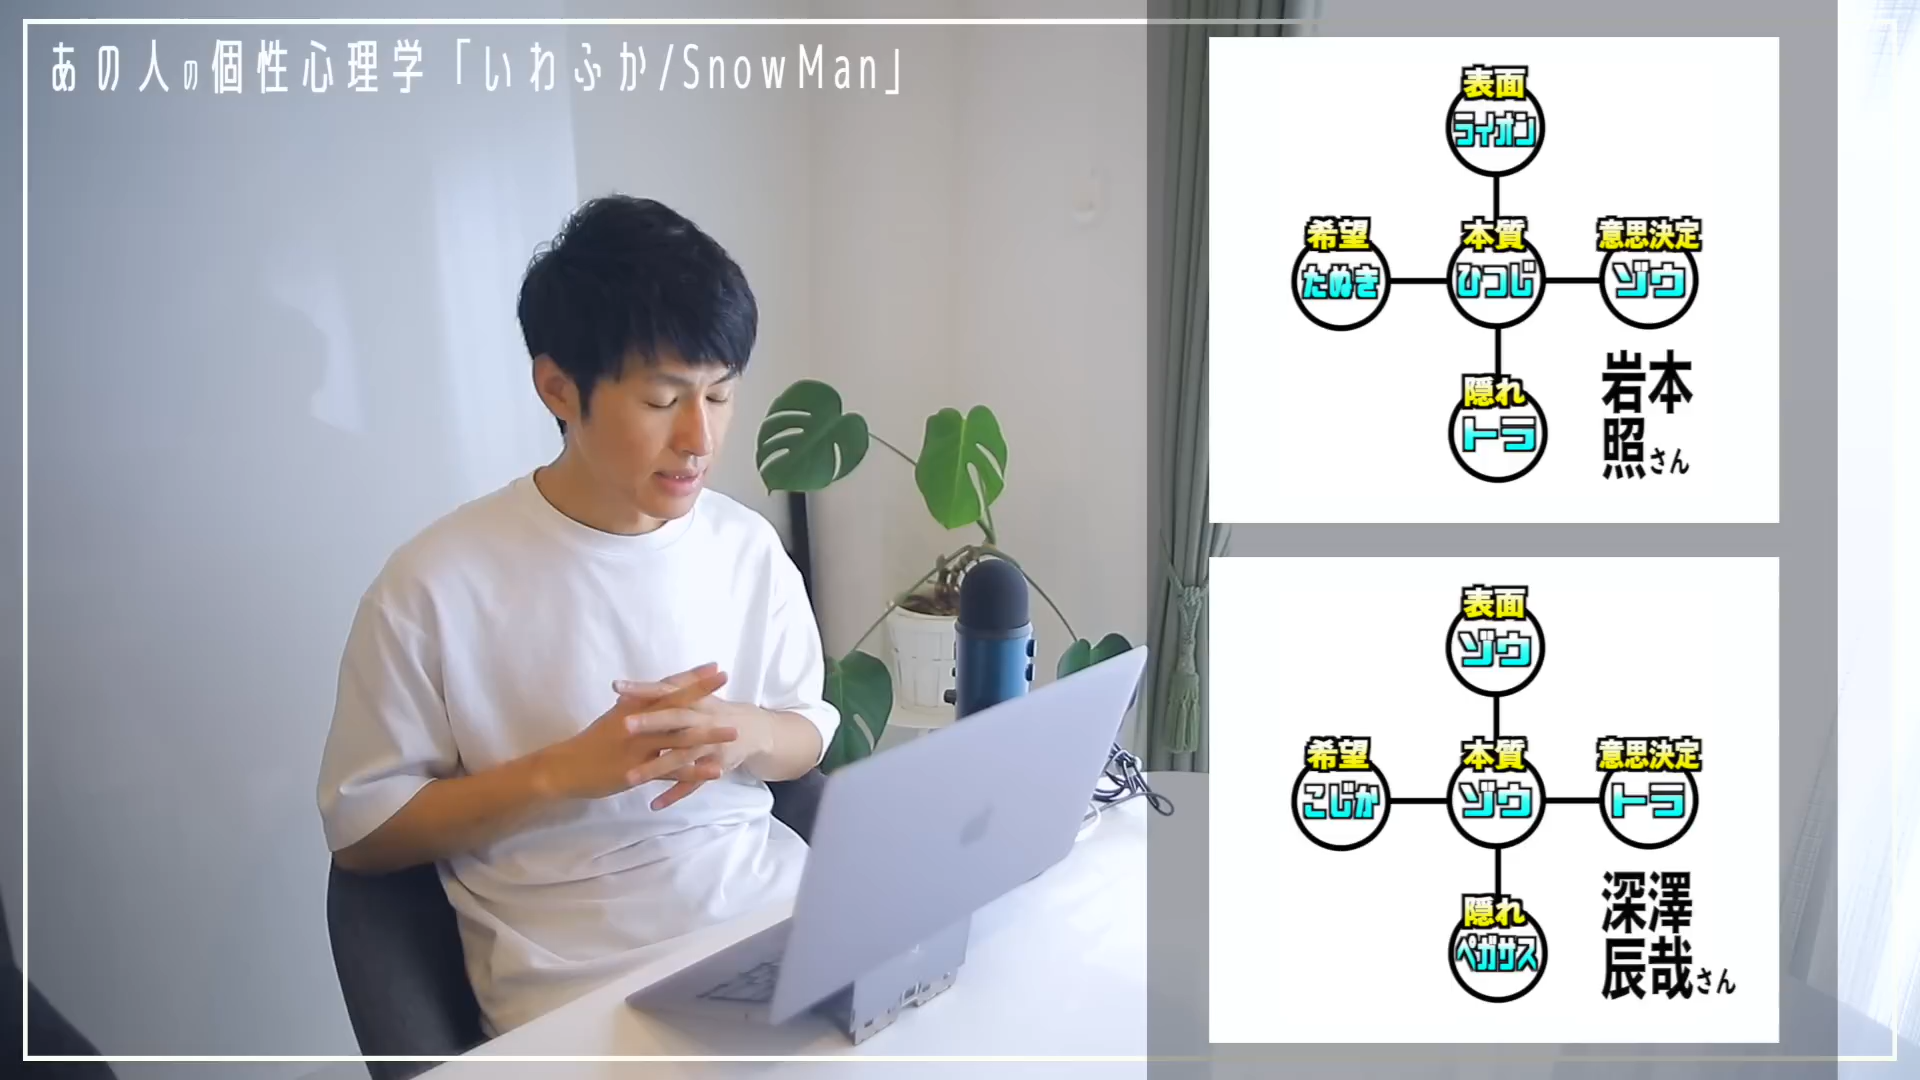 あの人の個性心理学「いわふか/SnowMan」
表面
ライオン
希望
たぬき
本質
ひつじ
意思決定
ゾウ
隠れ
トラ
岩本
照さん
表面
ゾウ
希望
こじか
本質
ゾウ
意思決定
トラ
隠れ
ペガサス
深澤
辰哉さん